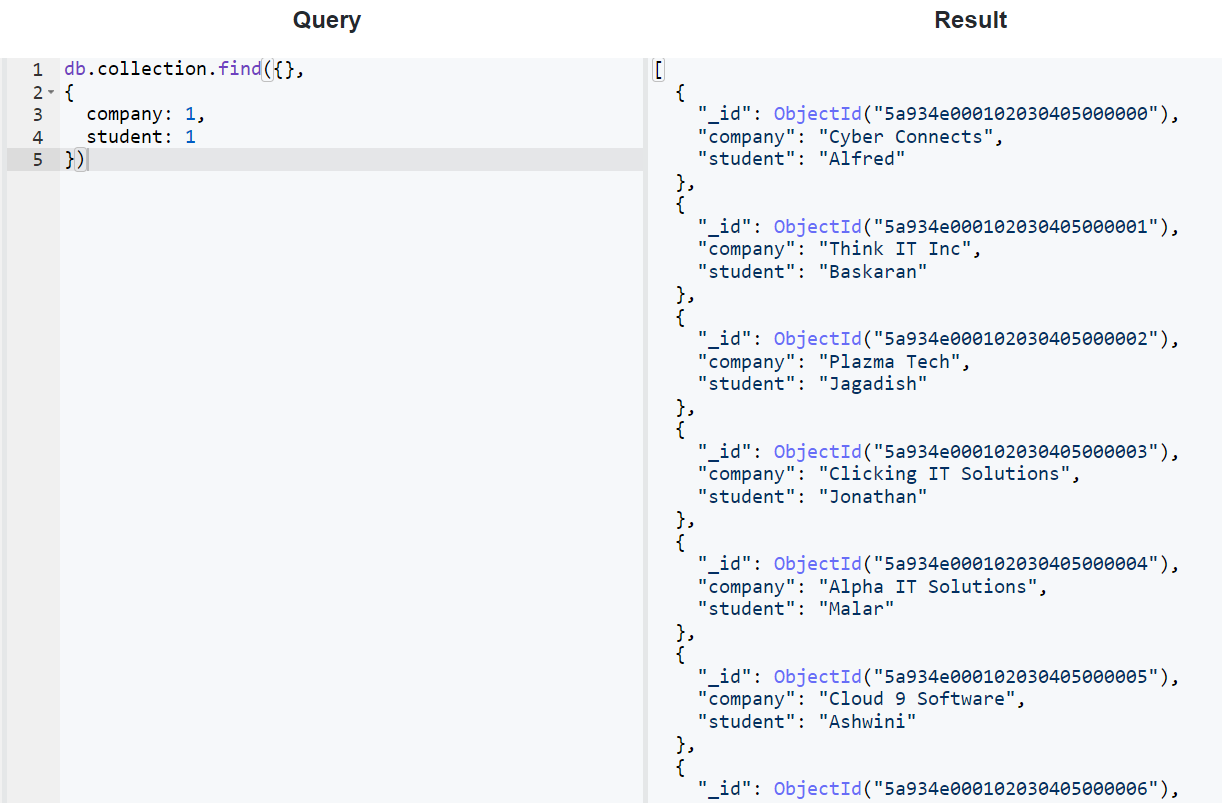 Query
1 db.collection.find({},
2 {
3   company: 1,
4   student: 1
5 })
Result
[
  {
    "_id": ObjectId("5a934e000102030405000000"),
    "company": "Cyber Connects",
    "student": "Alfred"
  },
  {
    "_id": ObjectId("5a934e000102030405000001"),
    "company": "Think IT Inc",
    "student": "Baskaran"
  },
  {
    "_id": ObjectId("5a934e000102030405000002"),
    "company": "Plazma Tech",
    "student": "Jagadish"
  },
  {
    "_id": ObjectId("5a934e000102030405000003"),
    "company": "Clicking IT Solutions",
    "student": "Jonathan"
  },
  {
    "_id": ObjectId("5a934e000102030405000004"),
    "company": "Alpha IT Solutions",
    "student": "Malar"
  },
  {
    "_id": ObjectId("5a934e000102030405000005"),
    "company": "Cloud 9 Software",
    "student": "Ashwini"
  },
  {
    "_id": ObjectId("5a934e000102030405000006"),